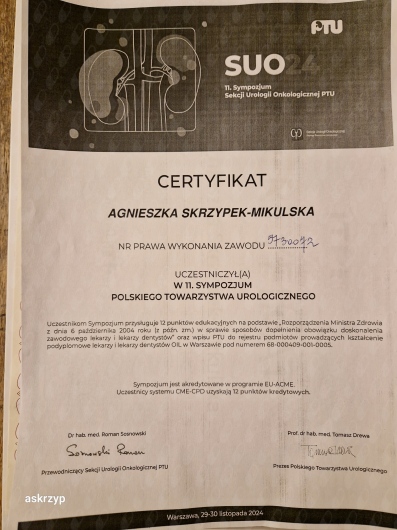 PTU
SUO24
11. Sympozjum
Sekcji Urologii Onkologicznej PTU
CERTYFIKAT
AGNIESZKA SKRZYPEK-MIKULSKA
NR PRAWA WYKONANIA ZAWODU 5730072
UCZESTNICZYŁ(A)
W 11. SYMPOZJUM
POLSKIEGO TOWARZYSTWA UROLOGICZNEGO
Uczestnikom Sympozjum przysługuje 12 punktów edukacyjnych na podstawie „Rozporządzenia Ministra Zdrowia
z dnia 6 października 2004 roku (z późn. zm.) w sprawie sposobów dopełnienia obowiązku doskonalenia
zawodowego lekarzy i lekarzy dentystów" oraz wpisu PTU do rejestru podmiotów prowadzących kształcenie
podyplomowe lekarzy i lekarzy dentystów OIL w Warszawie pod numerem 68-000409-001-0005.
Sympozjum jest akredytowane w programie EU-ACME.
Uczestnicy systemu CME-CPD uzyskają 12 punktów kredytowych.
Dr hab. med. Roman Sosnowski
Prof. dr hab. med. Tomasz Drewa
Sosnowski Roman
Przewodniczący Sekcji Urologii Onkologicznej PTU
Prezes Polskiego Towarzystwa Urologicznego
askrzyp
Warszawa, 29-30 listopada 2024